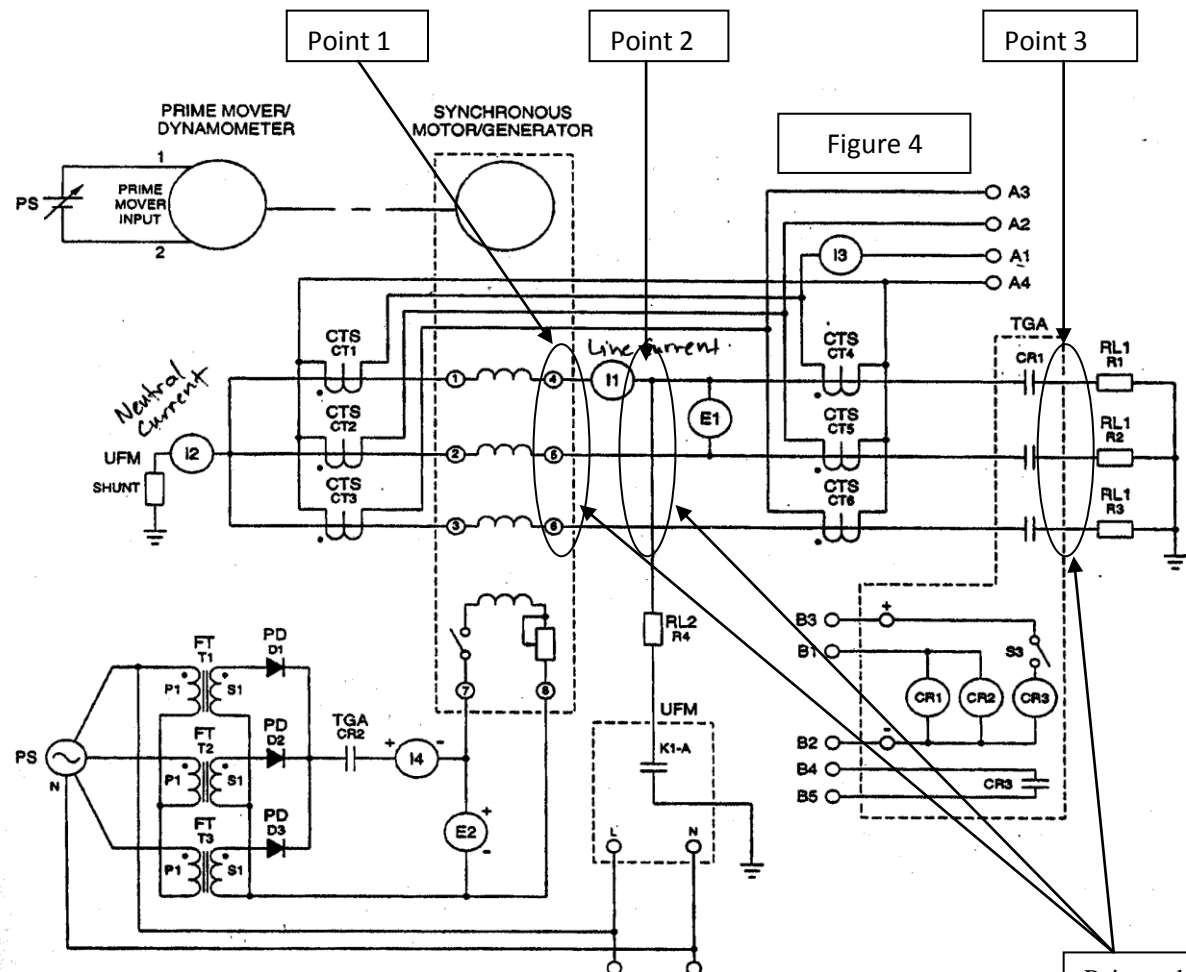 Point 1
Point 2
Point 3
Figure 4
PRIME MOVER/
DYNAMOMETER
SYNCHRONOUS
MOTOR/GENERATOR
1
PS
PRIME
MOVER
INPUT
2
A3
A2
I3
A1
A4
TGA
CTS
CT1
Line Current
CTS
CT4
CR1
RL1
R1
1
4
I1
Neutral
Current
E1
CTS
CT2
CTS
CT5
RL1
R2
UFM
I2
2
5
SHUNT
CTS
CT3
CTS
CT6
RL1
R3
3
6
RL2
R4
B3
+
S3
B1
CR1
CR2
CR3
B2
-
B4
CR3
B5
FT
T1
PD
D1
P1
S1
7
8
UFM
K1-A
FT
T2
PD
D2
TGA
CR2
+
I4
-
PS
N
P1
S1
FT
T3
PD
D3
+
E2
-
P1
S1
L
N